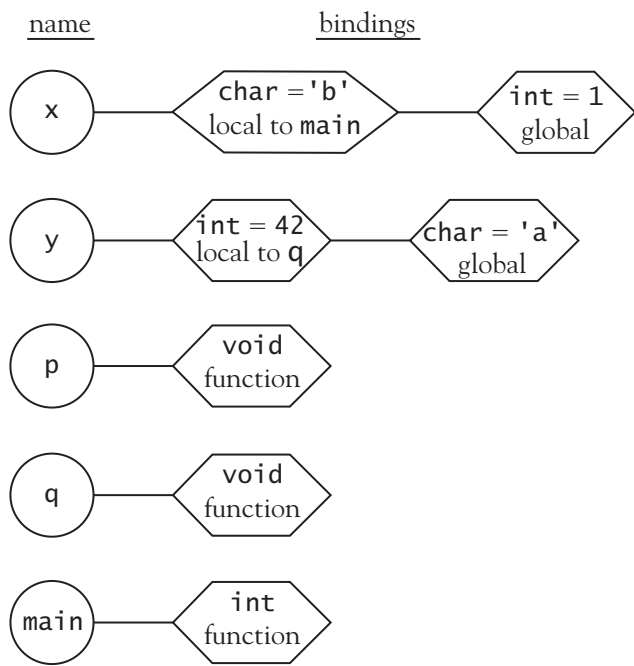 name bindings
x char ='b' int = 1
local to main global
y int = 42 char = 'a'
local to q global
p void
function
q void
function
main int
function